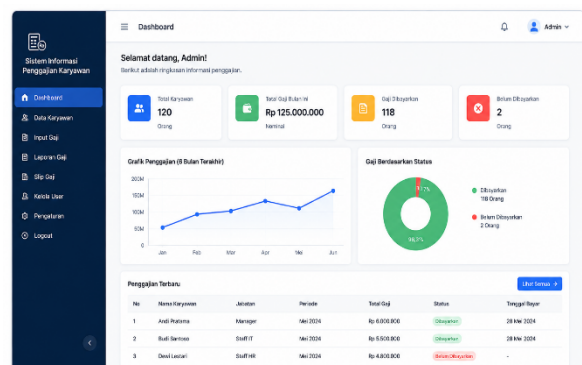 Sistem Informasi
Penggajian Karyawan
Dashboard
Data Karyawan
Input Gaji
Laporan Gaji
Slip Gaji
Kelola User
Pengaturan
Logout
Dashboard
Admin
Selamat datang, Admin!
Berikut adalah ringkasan informasi penggajian.
Total Karyawan
120
Orang
Total Gaji Bulan Ini
Rp 125.000.000
Nominal
Gaji Dibayarkan
118
Orang
Belum Dibayarkan
2
Orang
Grafik Penggajian (6 Bulan Terakhir)
200M
150M
100M
50M
0
Jan Feb Mar Apr Mei Jun
Gaji Berdasarkan Status
Dibayarkan
118 Orang
Belum Dibayarkan
2 Orang
Penggajian Terbaru
Lihat Semua →
No Nama Karyawan Jabatan Periode Total Gaji Status Tanggal Bayar
1 Andi Pratama Manager Mei 2024 Rp 6.000.000 Dibayarkan 28 Mei 2024
2 Budi Santoso Staff IT Mei 2024 Rp 5.500.000 Dibayarkan 28 Mei 2024
3 Dewi Lestari Staff HR Mei 2024 Rp 4.800.000 Belum Dibayarkan -